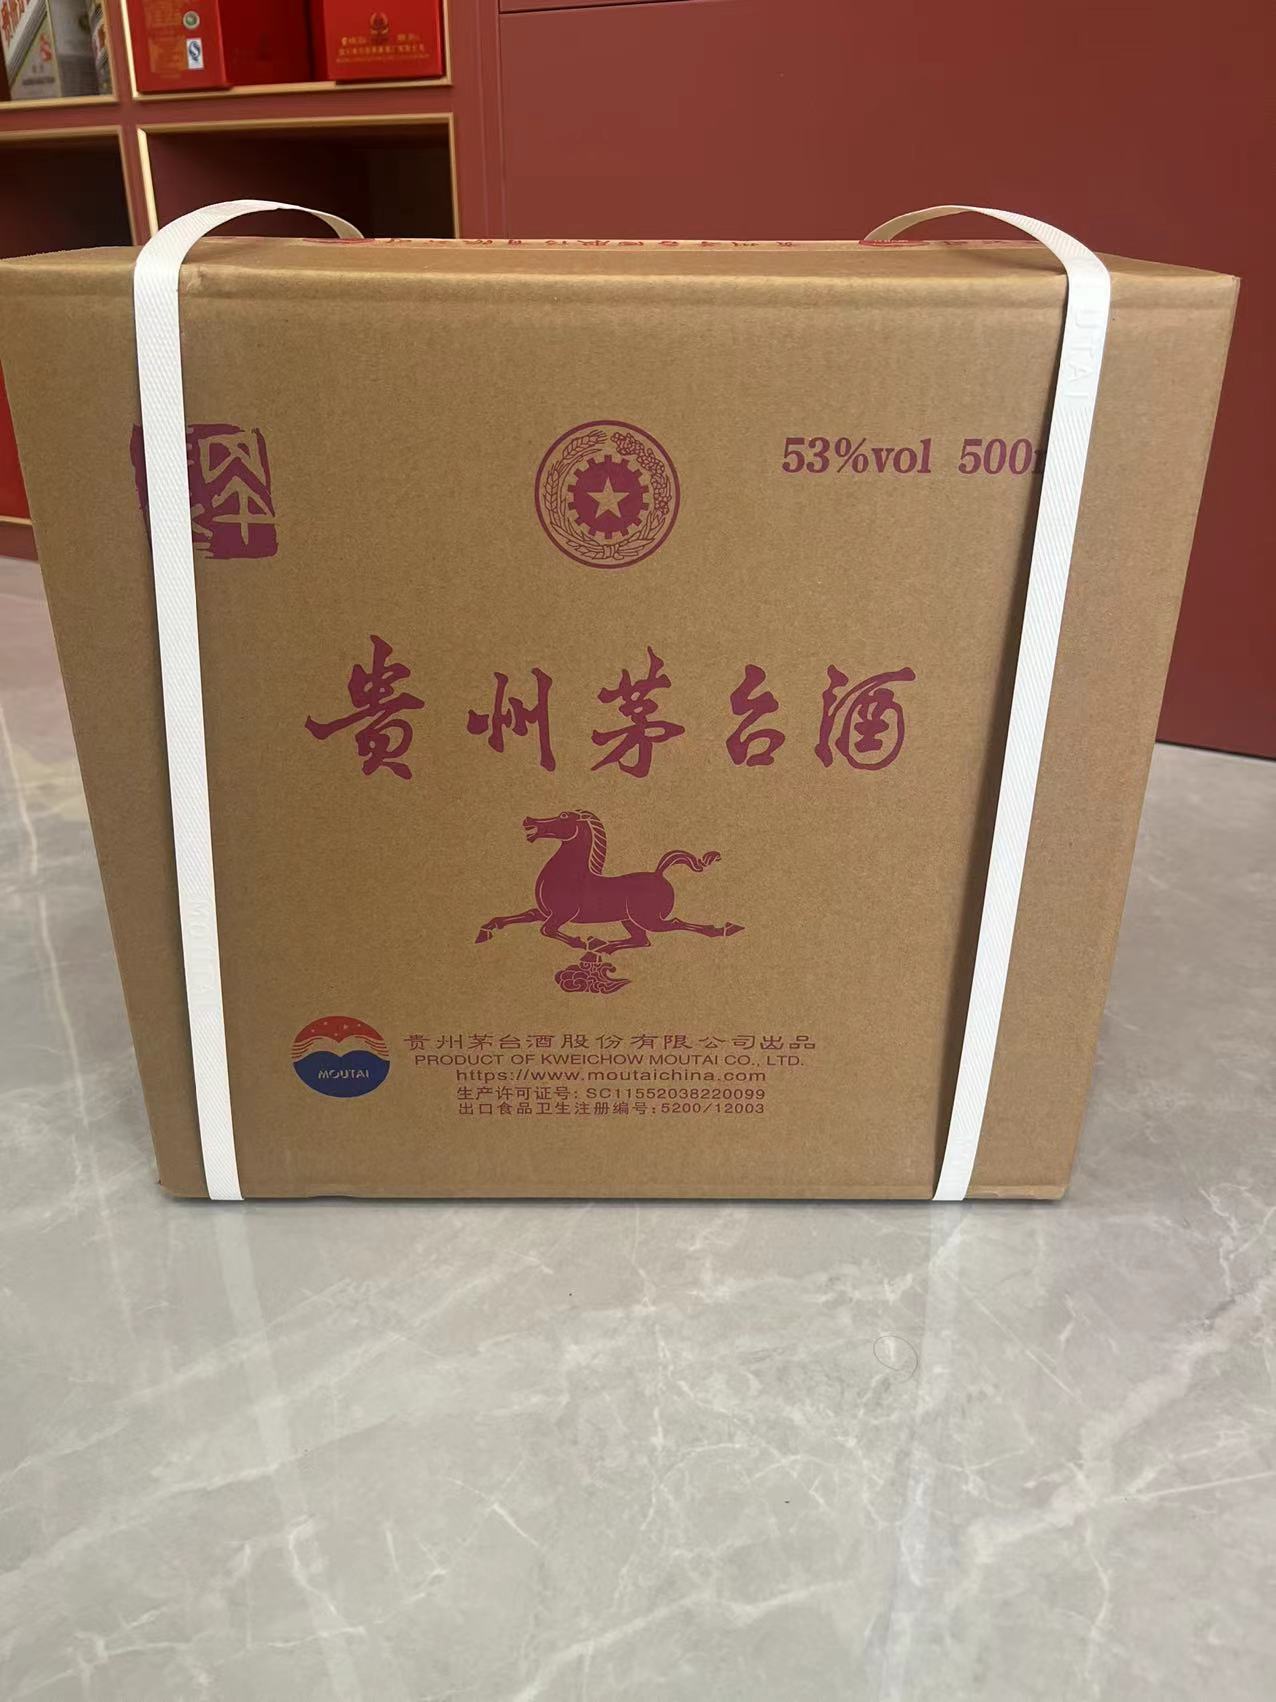 53%vol 500
贵州茅台酒
MOUTAI
贵州茅台酒股份有限公司出品
PRODUCT OF KWEICHOW MOUTAI CO., LTD.
https://www.moutaichina.com
生产许可证号: SC11552038220099
出口食品卫生注册编号: 5200/12003
UTAI
MOUTAI